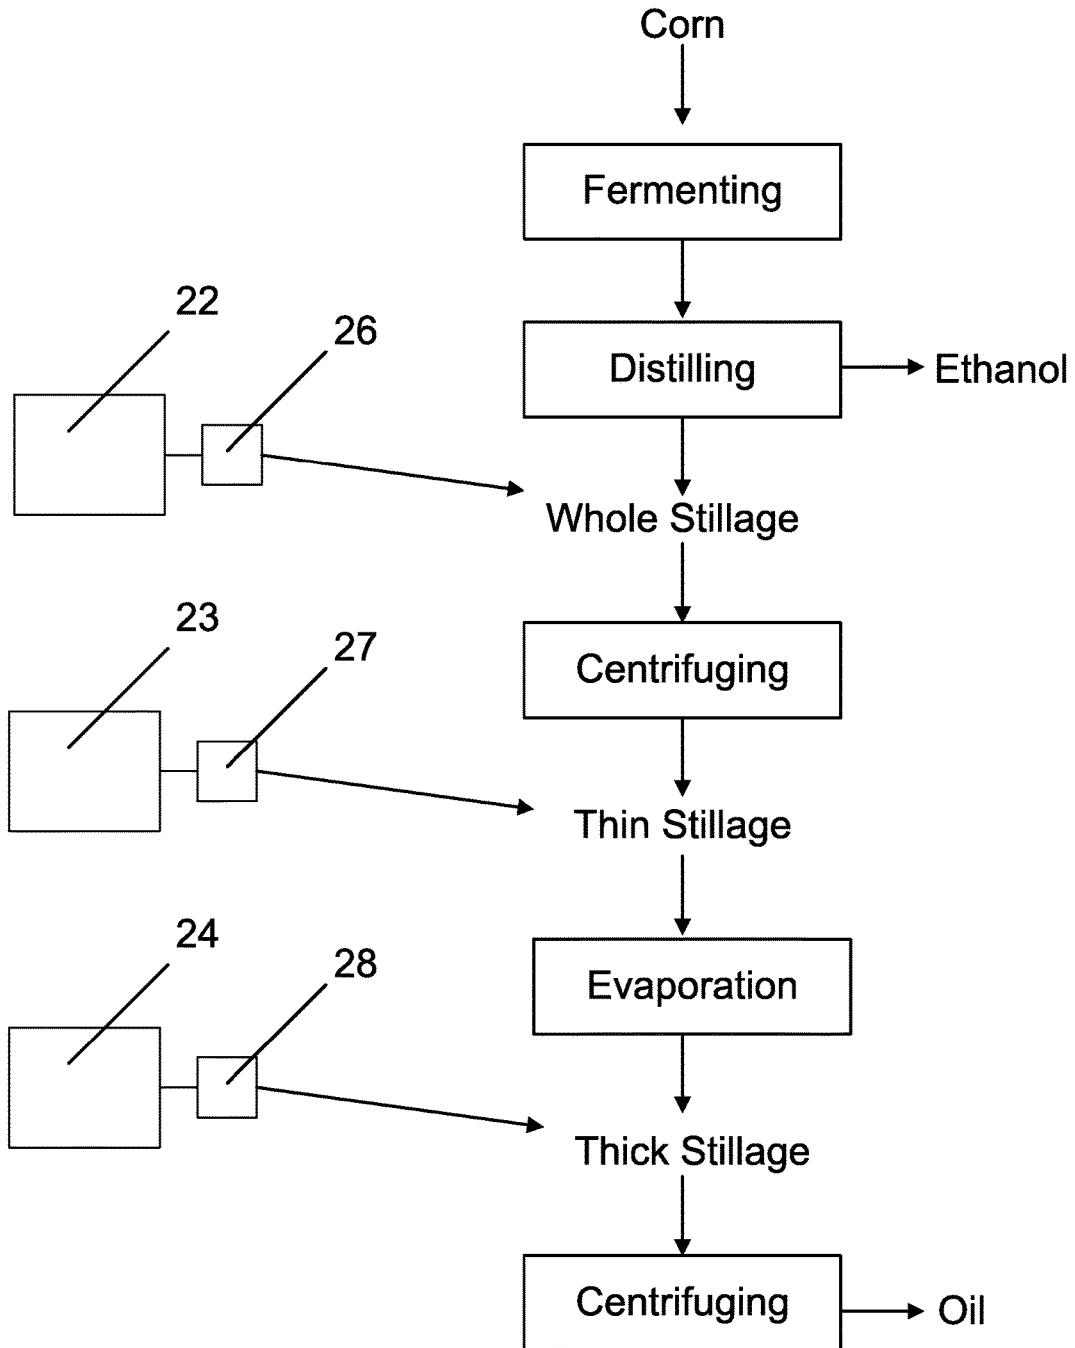 Corn
Fermenting
22
26
Distilling
Ethanol
Whole Stillage
23
27
Centrifuging
Thin Stillage
24
28
Evaporation
Thick Stillage
Centrifuging
Oil